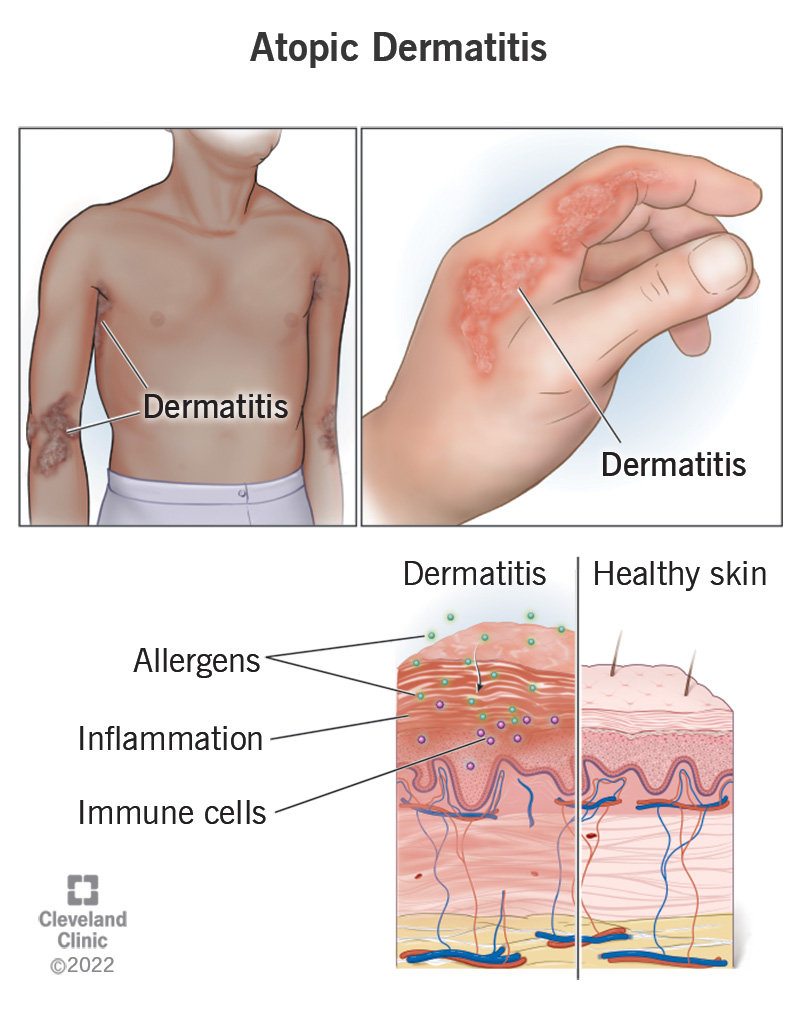 Atopic Dermatitis
Dermatitis
Dermatitis
Dermatitis
Healthy skin
Allergens
Inflammation
Immune cells
Cleveland
Clinic
©2022